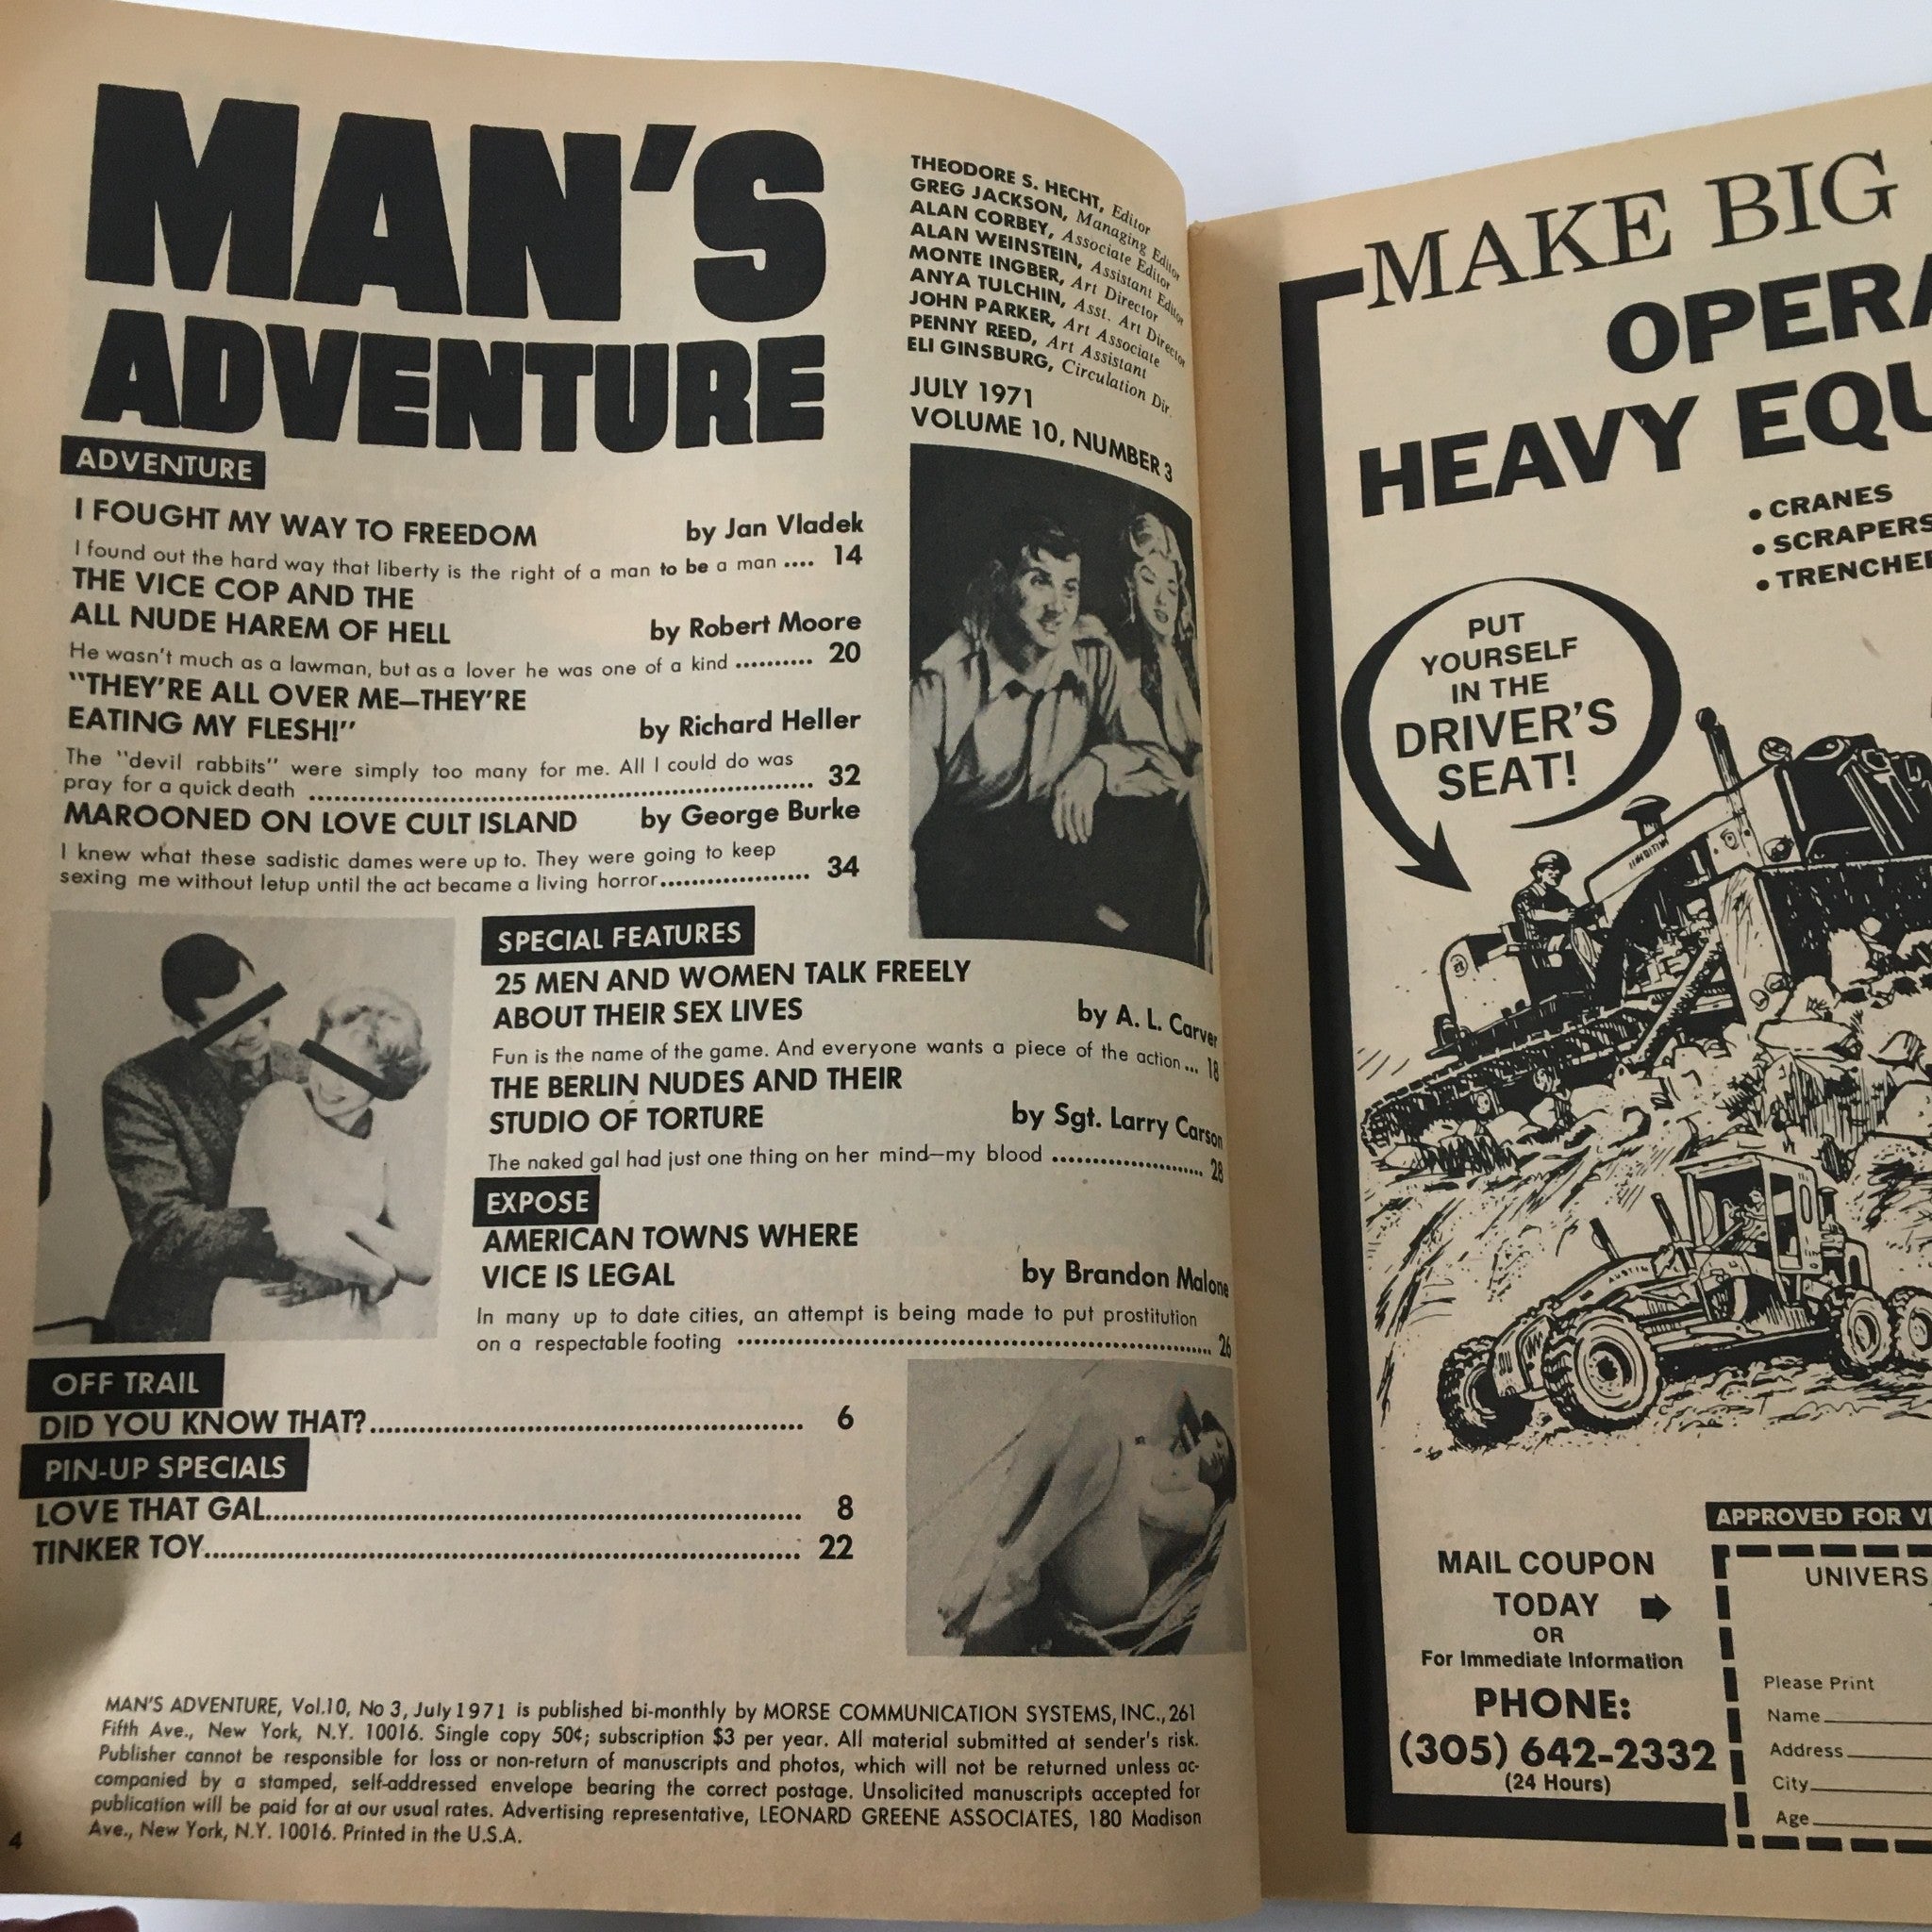 MAN'S
ADVENTURE
THEODORE S. HECHT, Editor
GREG JACKSON, Managing Editor
ALAN CORBEY, Associate Editor
ALAN WEINSTEIN, Assistant Editor
MONTE INGBER, Art Director
ANYA TULCHIN, Asst. Art Director
JOHN PARKER, Art Associate
PENNY REED, Art Assistant
ELI GINSBURG, Circulation Dir.
JULY 1971
VOLUME 10, NUMBER 3
ADVENTURE
I FOUGHT MY WAY TO FREEDOM by Jan Vladek
I found out the hard way that liberty is the right of a man to be a man .... 14
THE VICE COP AND THE
ALL NUDE HAREM OF HELL by Robert Moore
He wasn't much as a lawman, but as a lover he was one of a kind .......... 20
"THEY'RE ALL OVER ME—THEY'RE
EATING MY FLESH!" by Richard Heller
The "devil rabbits" were simply too many for me. All I could do was
pray for a quick death .......... 32
MAROONED ON LOVE CULT ISLAND by George Burke
I knew what these sadistic dames were up to. They were going to keep
sexing me without letup until the act became a living horror.......... 34
SPECIAL FEATURES
25 MEN AND WOMEN TALK FREELY
ABOUT THEIR SEX LIVES by A. L. Carver
Fun is the name of the game. And everyone wants a piece of the action ... 18
THE BERLIN NUDES AND THEIR
STUDIO OF TORTURE by Sgt. Larry Carson
The naked gal had just one thing on her mind—my blood .......... 28
EXPOSE
AMERICAN TOWNS WHERE
VICE IS LEGAL by Brandon Malone
In many up to date cities, an attempt is being made to put prostitution
on a respectable footing .......... 26
OFF TRAIL
DID YOU KNOW THAT?.......... 6
PIN-UP SPECIALS
LOVE THAT GAL.......... 8
TINKER TOY.......... 22
MAN'S ADVENTURE, Vol.10, No 3, July 1971 is published bi-monthly by MORSE COMMUNICATION SYSTEMS, INC., 261
Fifth Ave., New York, N.Y. 10016. Single copy 50¢; subscription $3 per year. All material submitted at sender's risk.
Publisher cannot be responsible for loss or non-return of manuscripts and photos, which will not be returned unless ac-
companied by a stamped, self-addressed envelope bearing the correct postage. Unsolicited manuscripts accepted for
publication will be paid for at our usual rates. Advertising representative, LEONARD GREENE ASSOCIATES, 180 Madison
Ave., New York, N.Y. 10016. Printed in the U.S.A.
4
MAKE BIG
OPERA
HEAVY EQU
• CRANES
• SCRAPERS
• TRENCHE
PUT
YOURSELF
IN THE
DRIVER'S
SEAT!
AUSTIN
APPROVED FOR V
MAIL COUPON
TODAY
OR
For Immediate Information
PHONE:
(305) 642-2332
(24 Hours)
UNIVERS
Please Print
Name
Address
City
Age